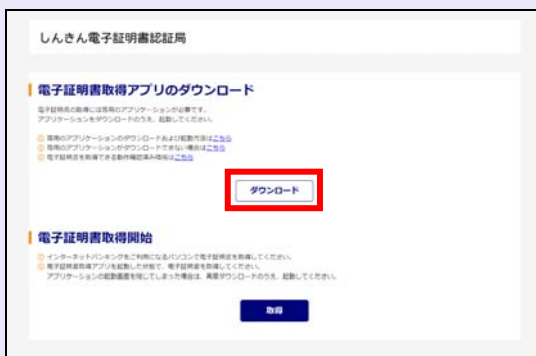 しんきん電子証明書認証局
電子証明書取得アプリのダウンロード
電子証明書の取得には専用のアプリケーションが必要です。
アプリケーションをダウンロードのうえ、起動してください。
専用のアプリケーションのダウンロードおよび起動方法はこちら
専用のアプリケーションがダウンロードできない場合はこちら
電子証明書を取得できる動作確認済み環境はこちら
ダウンロード
電子証明書取得開始
インターネットバンキングをご利用になるパソコンで電子証明書を取得してください。
電子証明書取得アプリを起動した状態で、電子証明書を取得してください。
アプリケーションの起動画面を閉じてしまった場合は、再度ダウンロードのうえ、起動してください。
取得